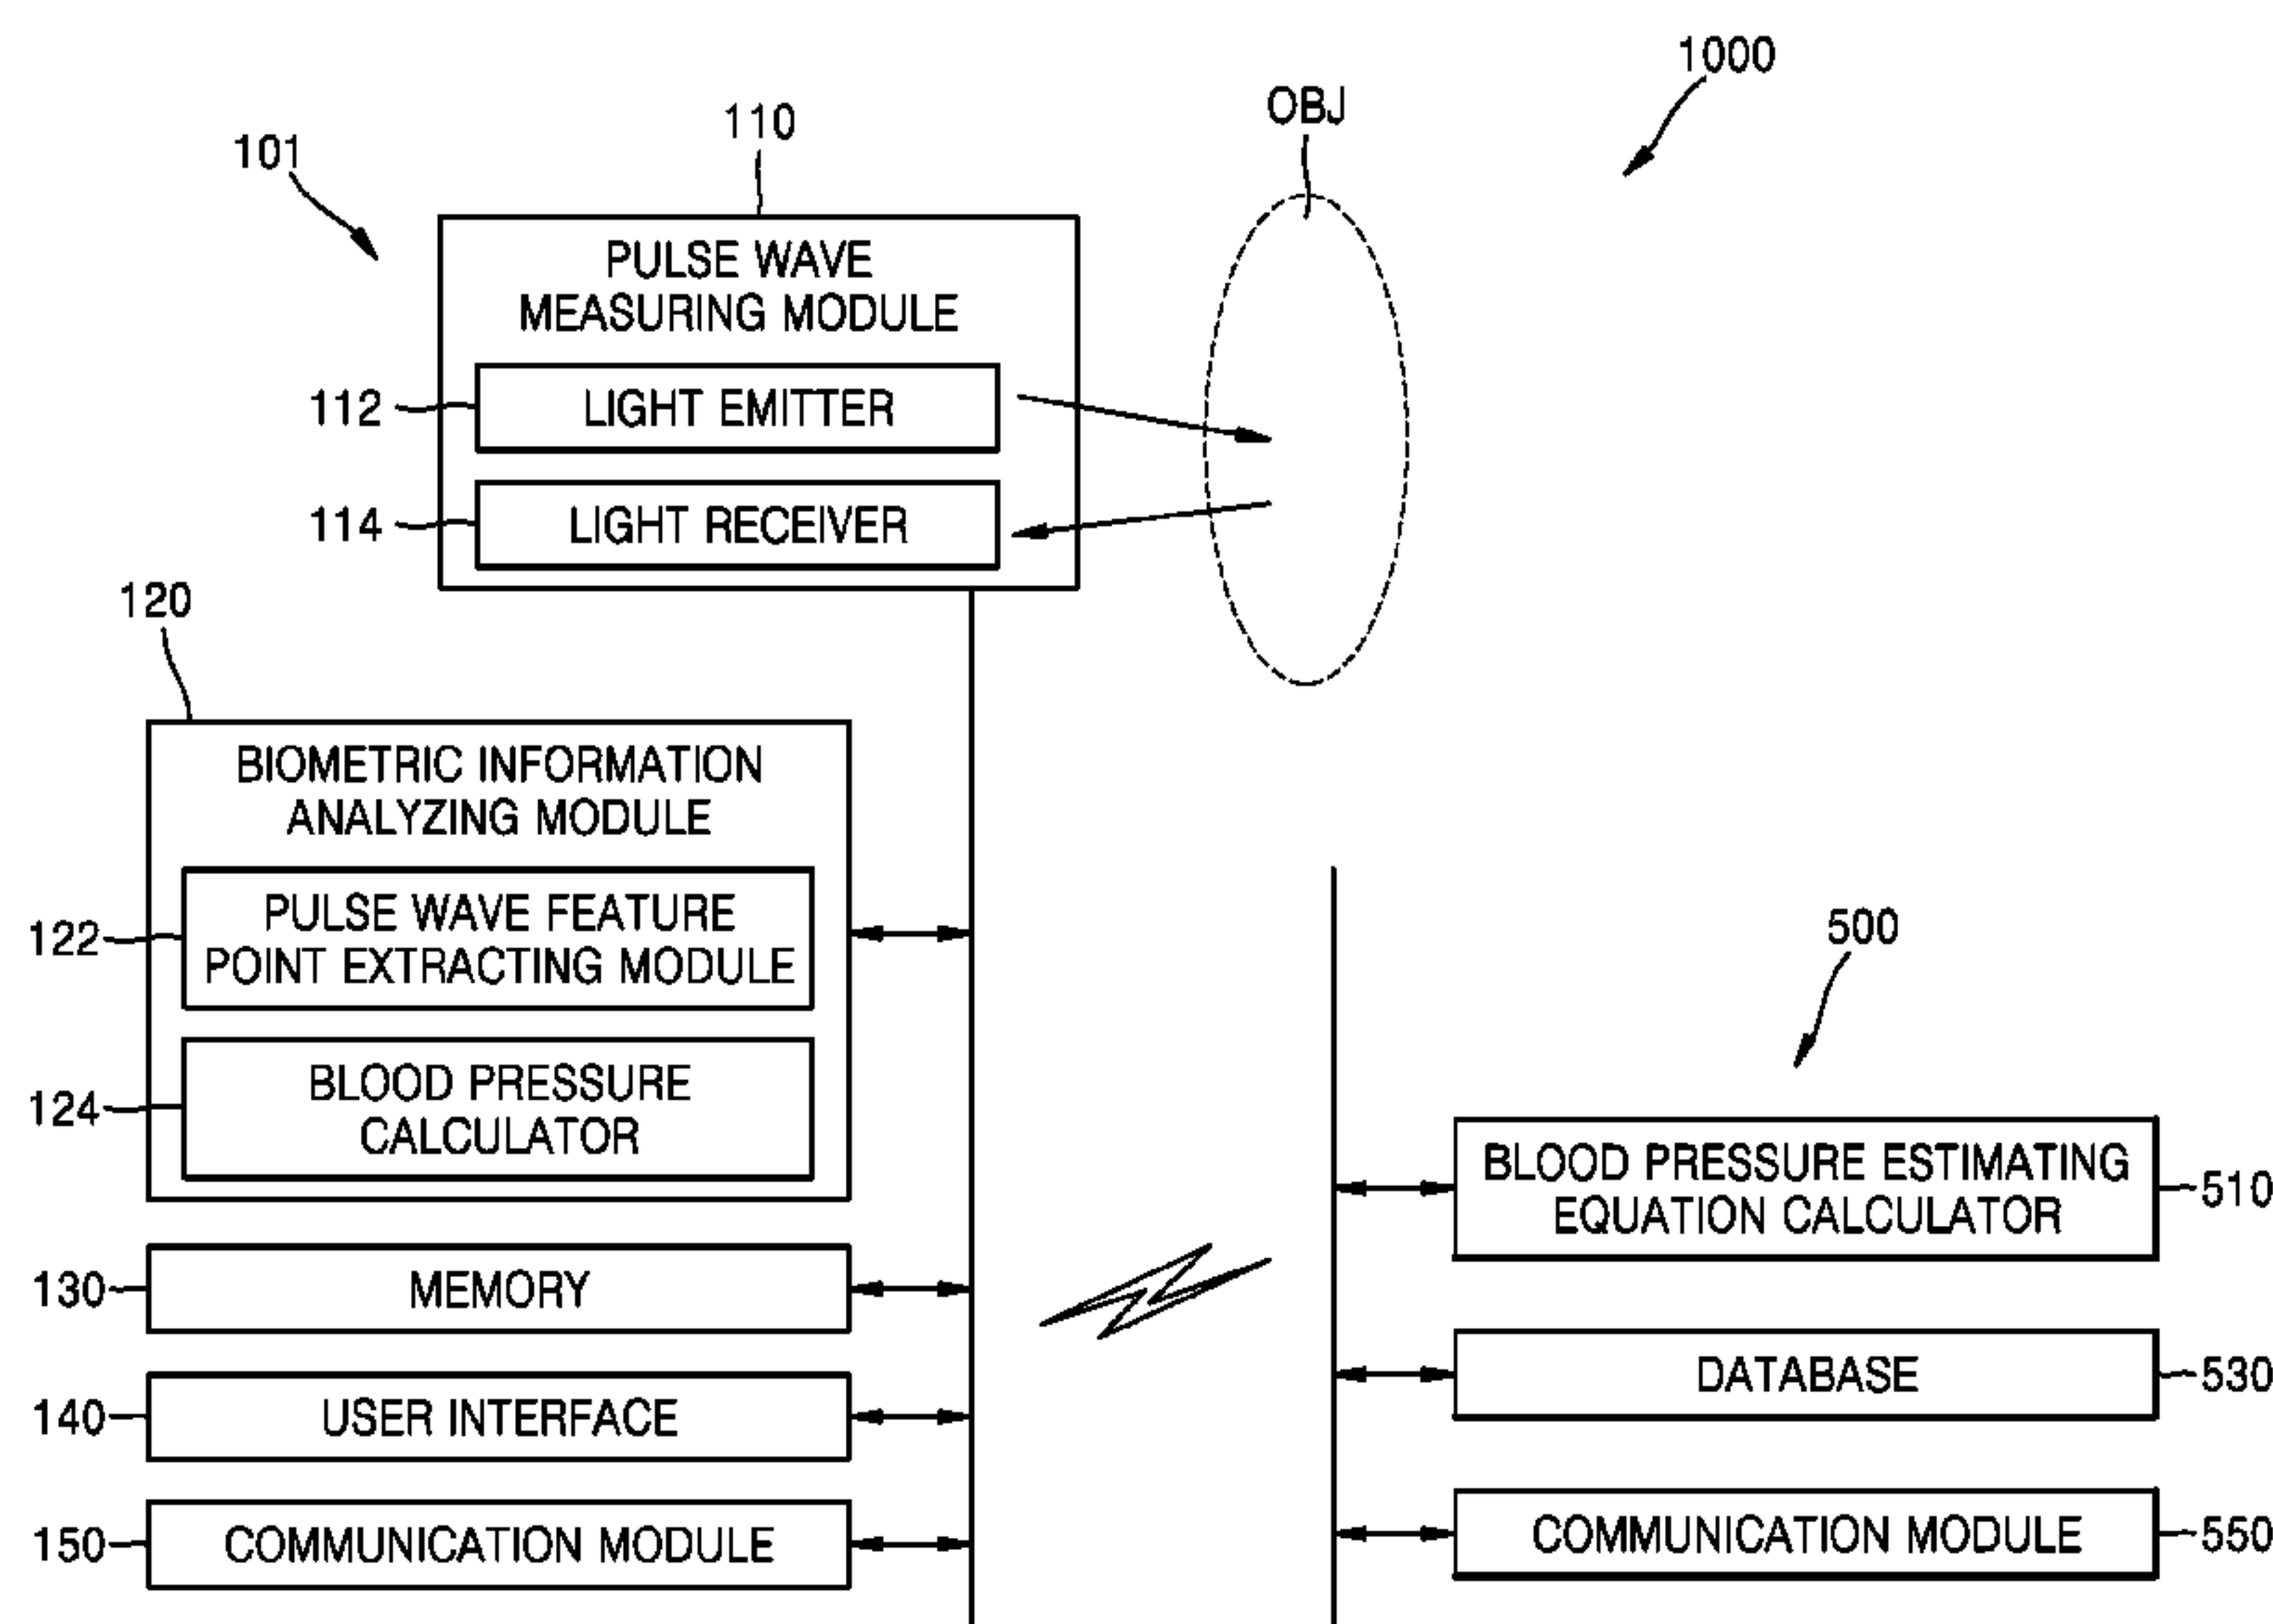 1000
OBJ
110
101
PULSE WAVE
MEASURING MODULE
112
LIGHT EMITTER
114
LIGHT RECEIVER
120
BIOMETRIC INFORMATION
ANALYZING MODULE
122
PULSE WAVE FEATURE
POINT EXTRACTING MODULE
124
BLOOD PRESSURE
CALCULATOR
130
MEMORY
140
USER INTERFACE
150
COMMUNICATION MODULE
500
BLOOD PRESSURE ESTIMATING
EQUATION CALCULATOR
510
DATABASE
530
COMMUNICATION MODULE
550